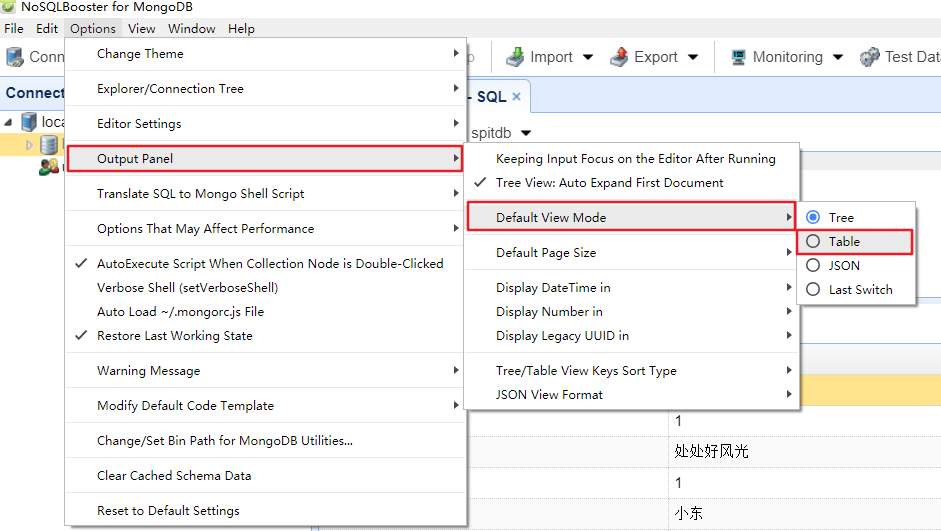 NoSQLBooster for MongoDB
File Edit Options View Window Help
Conn Import Export Monitoring Test Data
Connect - SQL ×
Change Theme
Explorer/Connection Tree
Editor Settings
Output Panel
Translate SQL to Mongo Shell Script
Options That May Affect Performance
AutoExecute Script When Collection Node is Double-Clicked
Verbose Shell (setVerboseShell)
Auto Load ~/.mongorc.js File
Restore Last Working State
Warning Message
Modify Default Code Template
Change/Set Bin Path for MongoDB Utilities...
Clear Cached Schema Data
Reset to Default Settings
loca
spitdb
Keeping Input Focus on the Editor After Running
Tree View: Auto Expand First Document
Default View Mode
Default Page Size
Display DateTime in
Display Number in
Display Legacy UUID in
Tree/Table View Keys Sort Type
JSON View Format
Tree
Table
JSON
Last Switch
1
处处好风光
1
小东